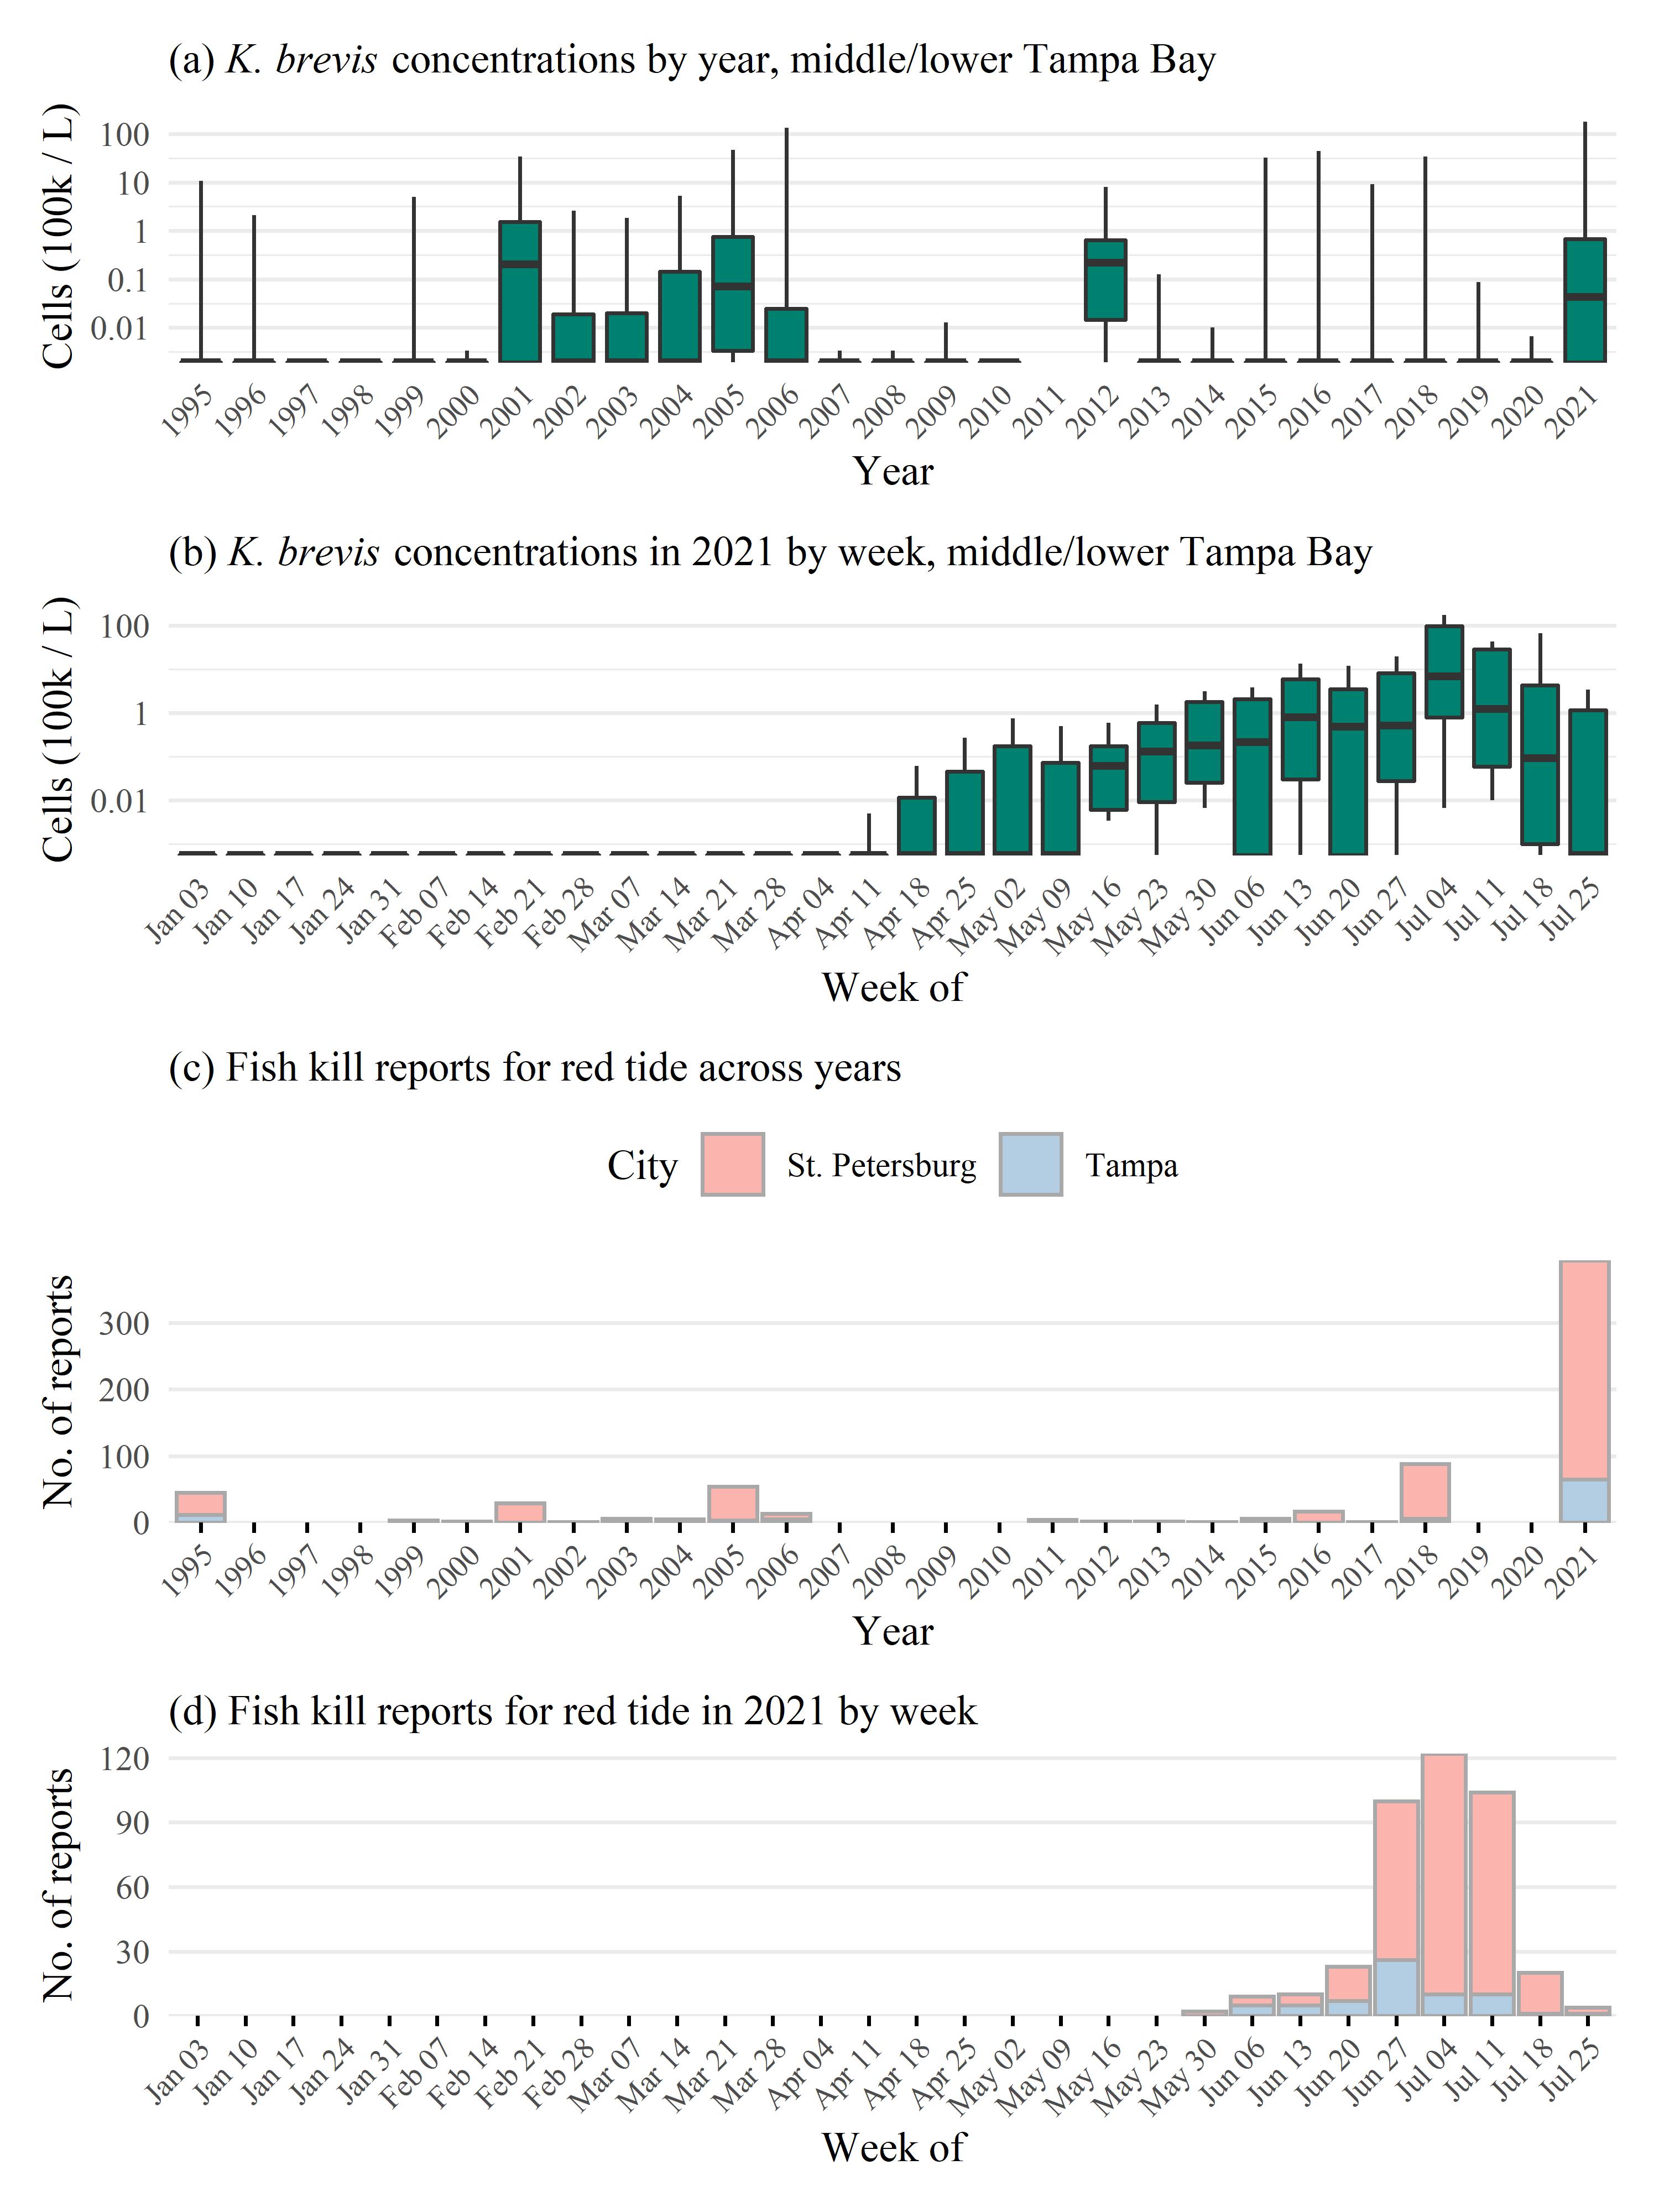 (a) K. brevis concentrations by year, middle/lower Tampa Bay
Cells (100k / L)
100
10
1
0.1
0.01
1995 1996 1997 1998 1999 2000 2001 2002 2003 2004 2005 2006 2007 2008 2009 2010 2011 2012 2013 2014 2015 2016 2017 2018 2019 2020 2021
Year
(b) K. brevis concentrations in 2021 by week, middle/lower Tampa Bay
Cells (100k / L)
100
1
0.01
Jan 03 Jan 10 Jan 17 Jan 24 Jan 31 Feb 07 Feb 14 Feb 21 Feb 28 Mar 07 Mar 14 Mar 21 Mar 28 Apr 04 Apr 11 Apr 18 Apr 25 May 02 May 09 May 16 May 23 May 30 Jun 06 Jun 13 Jun 20 Jun 27 Jul 04 Jul 11 Jul 18 Jul 25
Week of
(c) Fish kill reports for red tide across years
City St. Petersburg Tampa
No. of reports
300
200
100
0
1995 1996 1997 1998 1999 2000 2001 2002 2003 2004 2005 2006 2007 2008 2009 2010 2011 2012 2013 2014 2015 2016 2017 2018 2019 2020 2021
Year
(d) Fish kill reports for red tide in 2021 by week
No. of reports
120
90
60
30
0
Jan 03 Jan 10 Jan 17 Jan 24 Jan 31 Feb 07 Feb 14 Feb 21 Feb 28 Mar 07 Mar 14 Mar 21 Mar 28 Apr 04 Apr 11 Apr 18 Apr 25 May 02 May 09 May 16 May 23 May 30 Jun 06 Jun 13 Jun 20 Jun 27 Jul 04 Jul 11 Jul 18 Jul 25
Week of